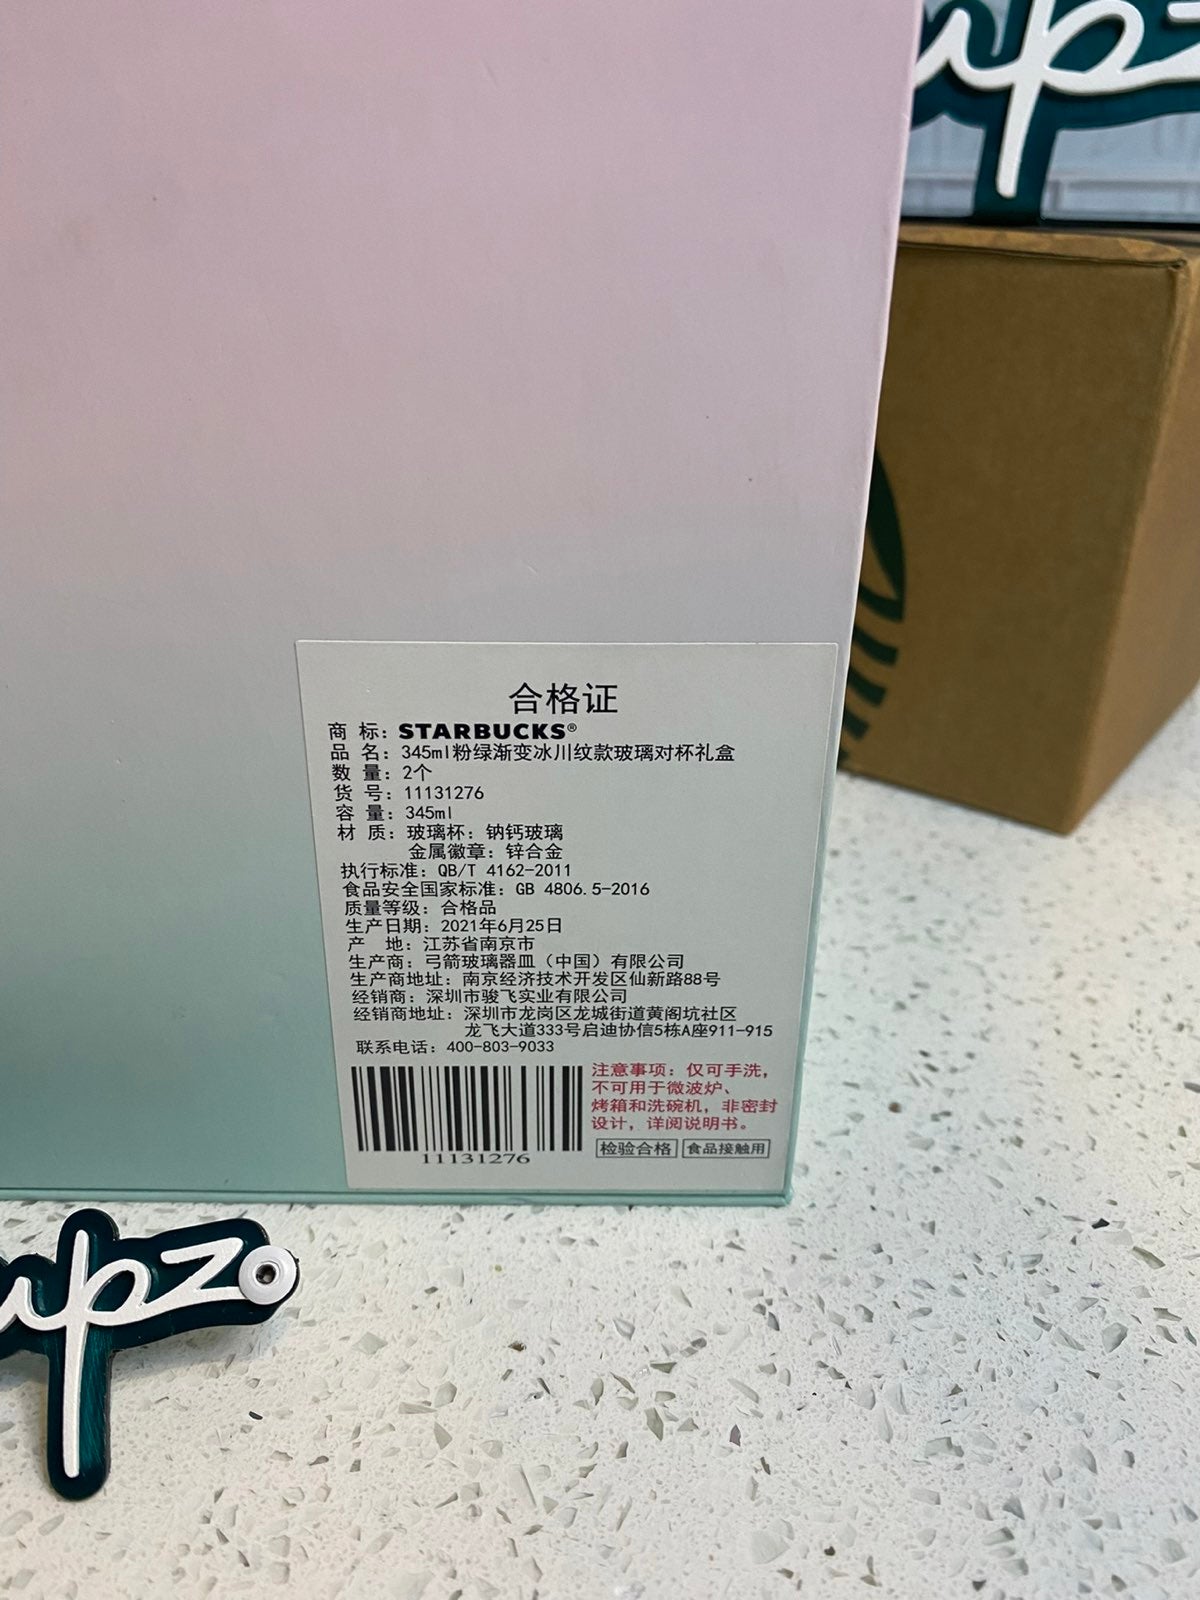 upz
合格证
商 标：STARBUCKS®
品 名：345ml粉绿渐变冰川纹款玻璃对杯礼盒
数 量：2个
货 号：11131276
容 量：345ml
材 质：玻璃杯：钠钙玻璃
金属徽章：锌合金
执行标准：QB/T 4162-2011
食品安全国家标准：GB 4806.5-2016
质量等级：合格品
生产日期：2021年6月25日
产 地：江苏省南京市
生产商：弓箭玻璃器皿（中国）有限公司
生产商地址：南京经济技术开发区仙新路88号
经销商：深圳市骏飞实业有限公司
经销商地址：深圳市龙岗区龙城街道黄阁坑社区
龙飞大道333号启迪协信5栋A座911-915
联系电话：400-803-9033
注意事项：仅可手洗，
不可用于微波炉、
烤箱和洗碗机，非密封
设计，详阅说明书。
检验合格 食品接触用
11131276
upzo